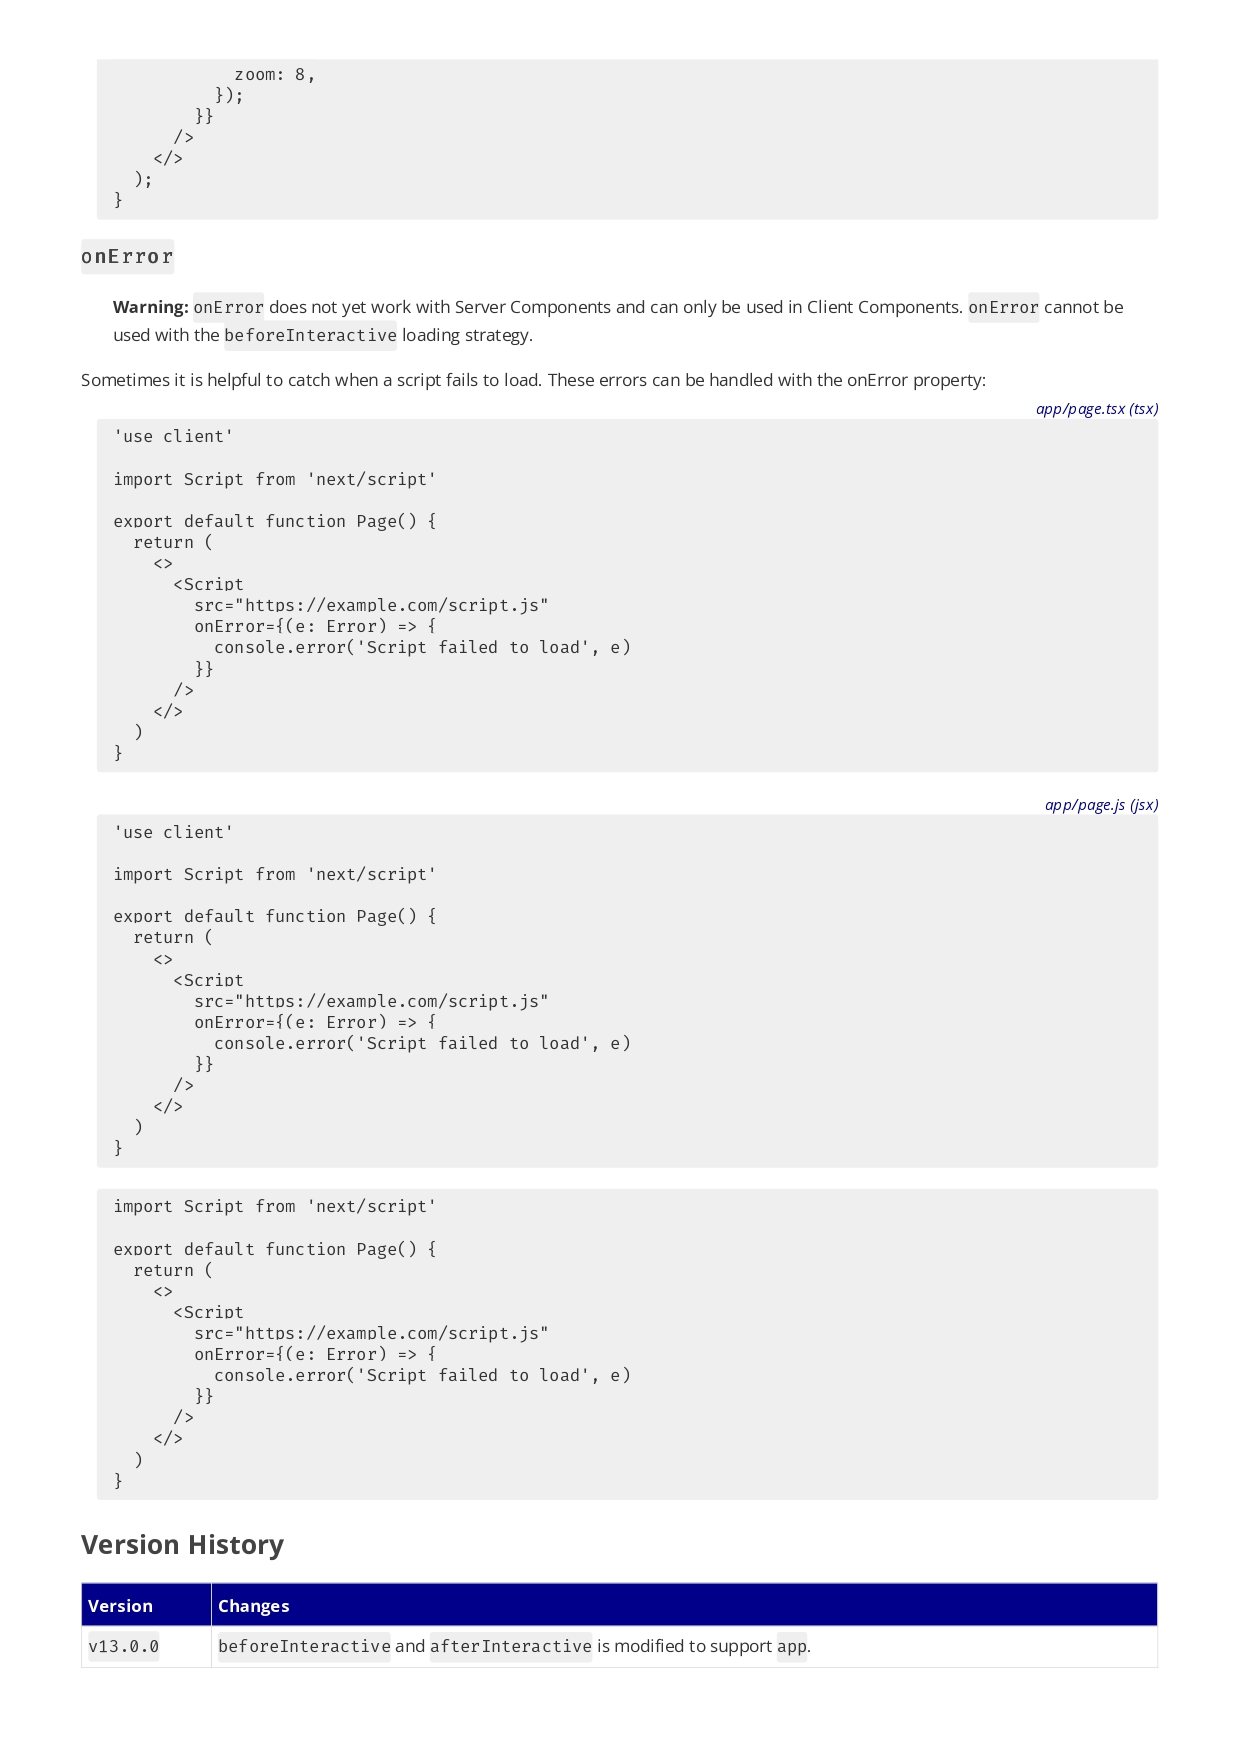 zoom: 8,
          });
        }}
      />
    </>
  );
}
onError
Warning: onError does not yet work with Server Components and can only be used in Client Components. onError cannot be
used with the beforeInteractive loading strategy.
Sometimes it is helpful to catch when a script fails to load. These errors can be handled with the onError property:
app/page.tsx (tsx)
'use client'

import Script from 'next/script'

export default function Page() {
  return (
    <>
      <Script
        src="https://example.com/script.js"
        onError={(e: Error) => {
          console.error('Script failed to load', e)
        }}
      />
    </>
  )
}
app/page.js (jsx)
'use client'

import Script from 'next/script'

export default function Page() {
  return (
    <>
      <Script
        src="https://example.com/script.js"
        onError={(e: Error) => {
          console.error('Script failed to load', e)
        }}
      />
    </>
  )
}
import Script from 'next/script'

export default function Page() {
  return (
    <>
      <Script
        src="https://example.com/script.js"
        onError={(e: Error) => {
          console.error('Script failed to load', e)
        }}
      />
    </>
  )
}
Version History
Version Changes
v13.0.0 beforeInteractive and afterInteractive is modified to support app.